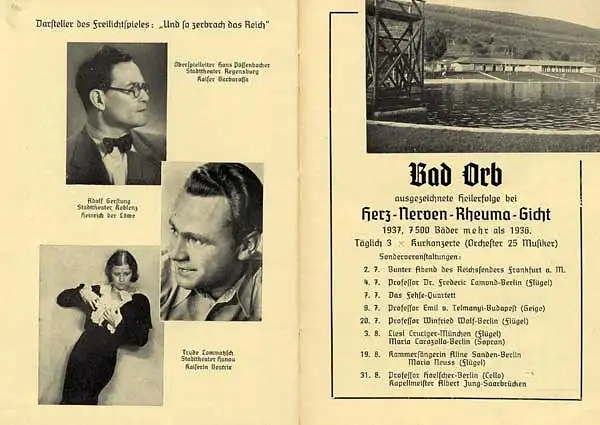 Darsteller des Freilichtspieles: „Und so zerbrach das Reich“
Oberspielleiter Hans Pössenbacher
Stadttheater Regensburg
Kaiser Barbarossa
Adolf Gerstung
Stadttheater Koblenz
Heinrich der Löwe
Trude Lommatzsch
Stadttheater Hanau
Kaiserin Beatrix
Bad Orb
ausgezeichnete Heilerfolge bei
Herz-Nerven-Rheuma-Gicht
1937, 7500 Bäder mehr als 1936.
Täglich 3 × Kurkonzerte (Orchester 25 Musiker)
Sonderveranstaltungen:
2. 7. Bunter Abend des Reichsenders Frankfurt a. M.
4. 7. Professor Dr. Frederic Lamond-Berlin (Flügel)
7. 7. Das Fehse-Quartett
9. 7. Professor Emil v. Telmanyi-Budapest (Geige)
20. 7. Professor Winfried Wolf-Berlin (Flügel)
3. 8. Liesl Cruciger-München (Flügel)
Maria Carazolla-Berlin (Sopran)
19. 8. Kammersängerin Aline Sanden-Berlin
Maria Neuss (Flügel)
31. 8. Professor Hoelscher-Berlin (Cello)
Kapellmeister Albert Jung-Saarbrücken